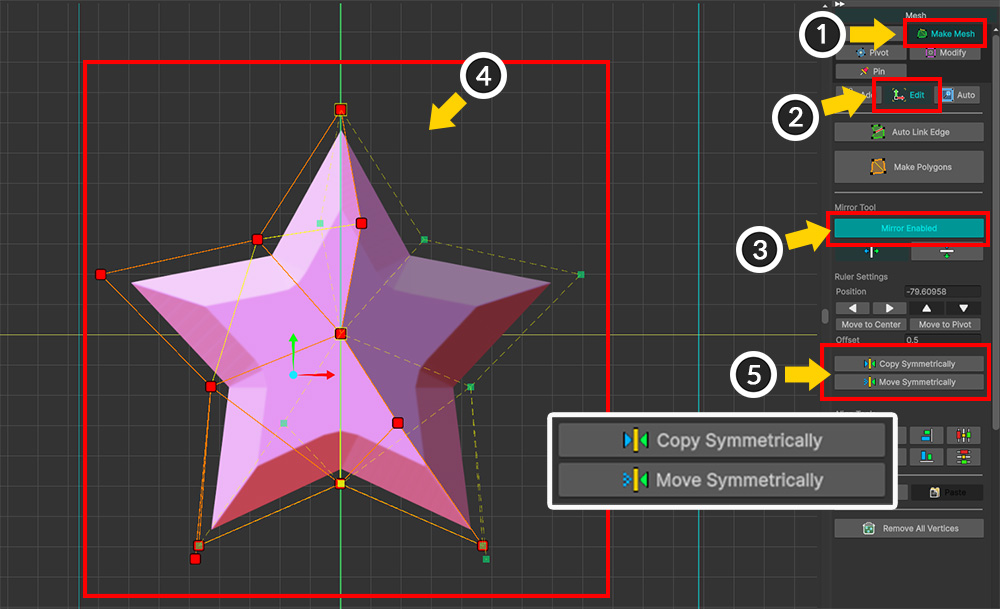 Mesh
1
Make Mesh
Pivot
Modify
Pin
2
Edit
Auto
Auto Link Edge
Make Polygons
Mirror Tool
3
Mirror Enabled
Ruler Settings
Position
-79.60958
Move to Center
Move to Pivot
Offset
0.5
4
5
Copy Symmetrically
Move Symmetrically
Copy Symmetrically
Move Symmetrically
Paste
Remove All Vertices